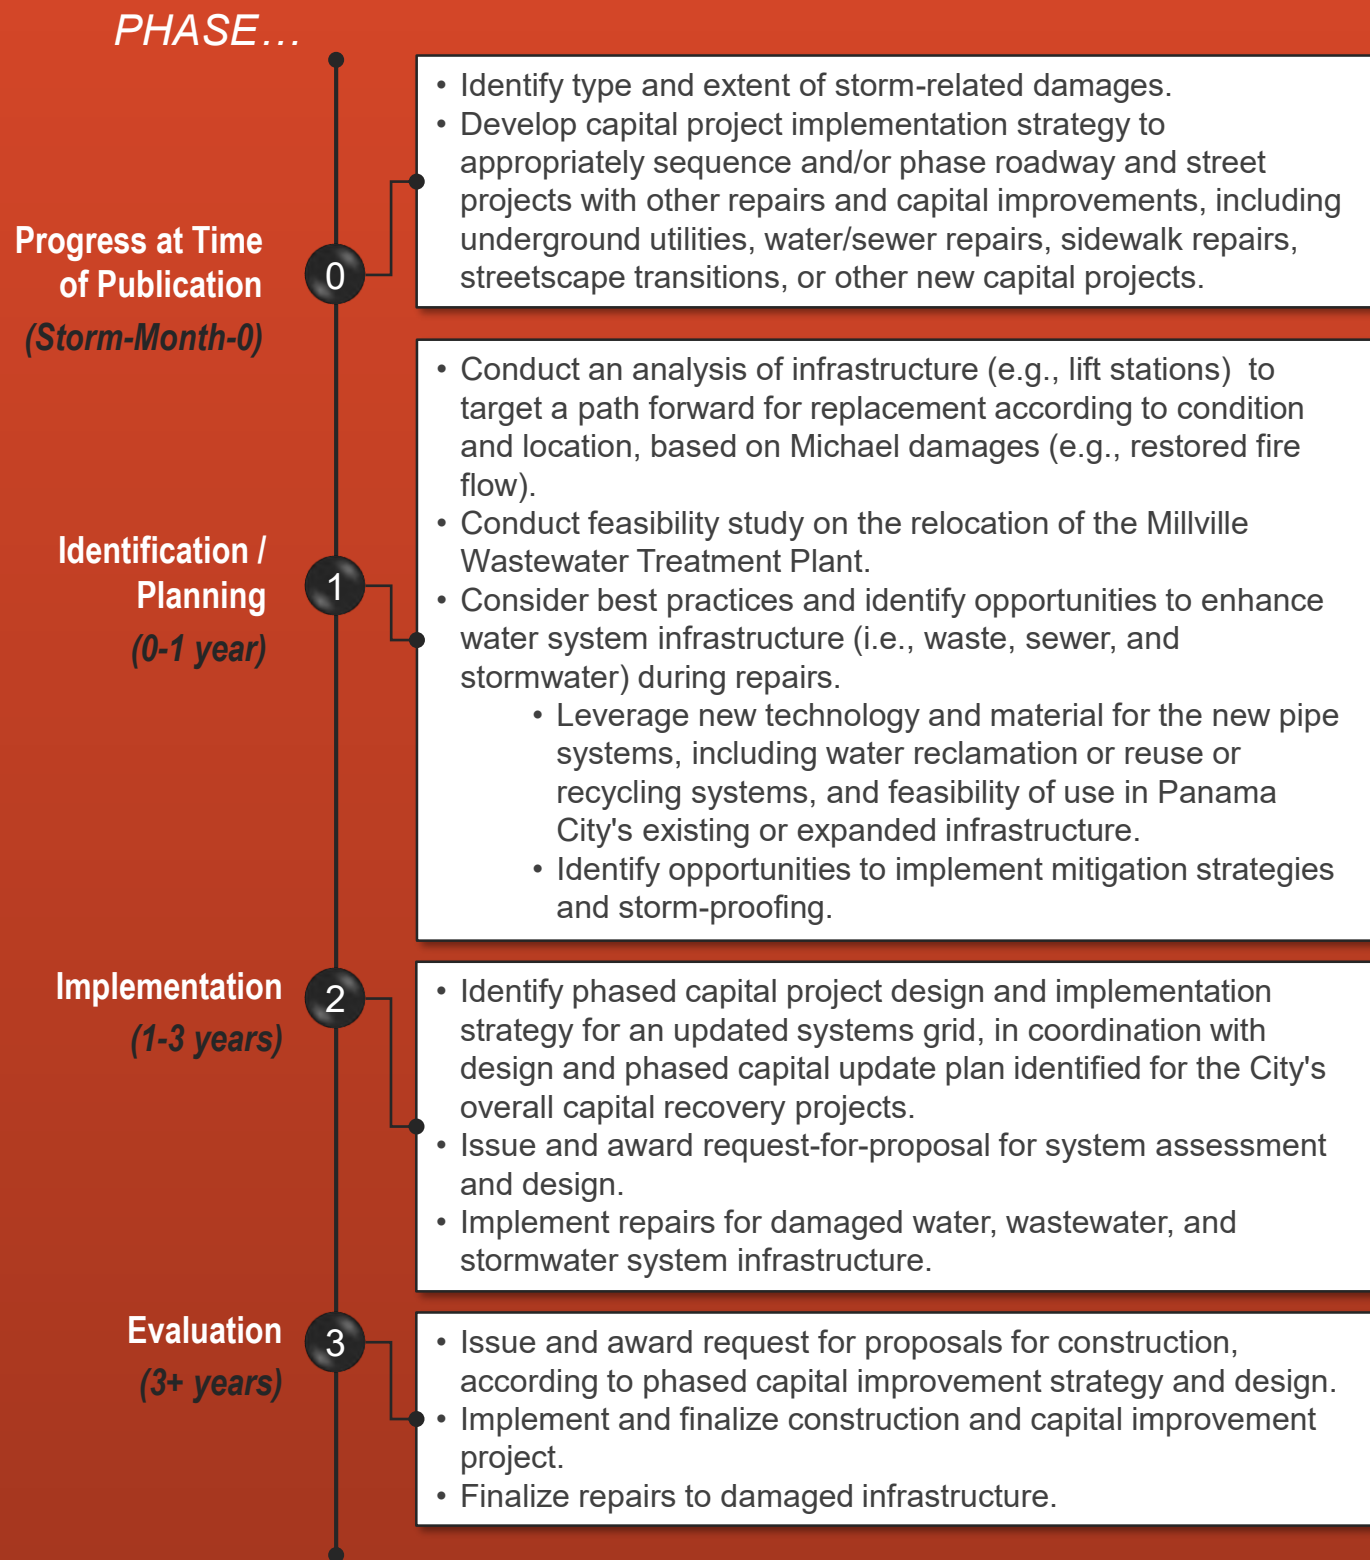 PHASE…
Progress at Time
of Publication
(Storm-Month-0)
0
• Identify type and extent of storm-related damages.
• Develop capital project implementation strategy to
appropriately sequence and/or phase roadway and street
projects with other repairs and capital improvements, including
underground utilities, water/sewer repairs, sidewalk repairs,
streetscape transitions, or other new capital projects.
Identification /
Planning
(0-1 year)
1
• Conduct an analysis of infrastructure (e.g., lift stations)  to
target a path forward for replacement according to condition
and location, based on Michael damages (e.g., restored fire
flow).
• Conduct feasibility study on the relocation of the Millville
Wastewater Treatment Plant.
• Consider best practices and identify opportunities to enhance
water system infrastructure (i.e., waste, sewer, and
stormwater) during repairs.
• Leverage new technology and material for the new pipe
systems, including water reclamation or reuse or
recycling systems, and feasibility of use in Panama
City's existing or expanded infrastructure.
• Identify opportunities to implement mitigation strategies
and storm-proofing.
Implementation
(1-3 years)
2
• Identify phased capital project design and implementation
strategy for an updated systems grid, in coordination with
design and phased capital update plan identified for the City's
overall capital recovery projects.
• Issue and award request-for-proposal for system assessment
and design.
• Implement repairs for damaged water, wastewater, and
stormwater system infrastructure.
Evaluation
(3+ years)
3
• Issue and award request for proposals for construction,
according to phased capital improvement strategy and design.
• Implement and finalize construction and capital improvement
project.
• Finalize repairs to damaged infrastructure.